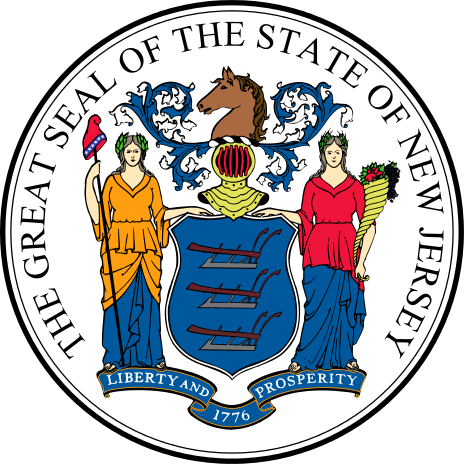 THE GREAT SEAL OF THE STATE OF NEW JERSEY
LIBERTY AND
PROSPERITY
1776